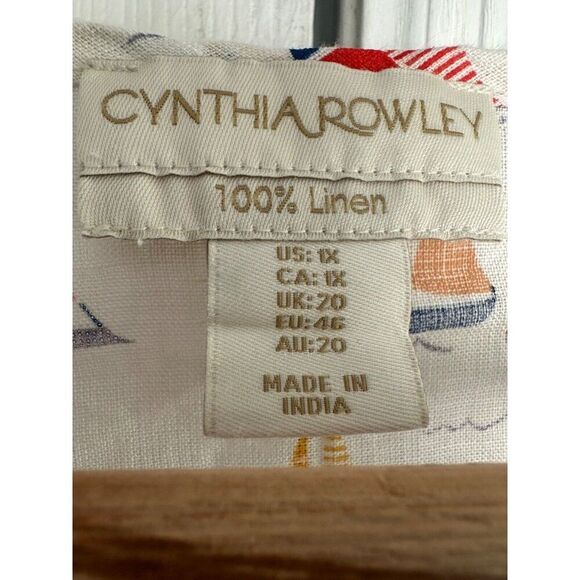 CYNTHIA ROWLEY
100% Linen
US: 1X
CA: 1X
UK: 20
EU: 46
AU: 20
MADE IN
INDIA